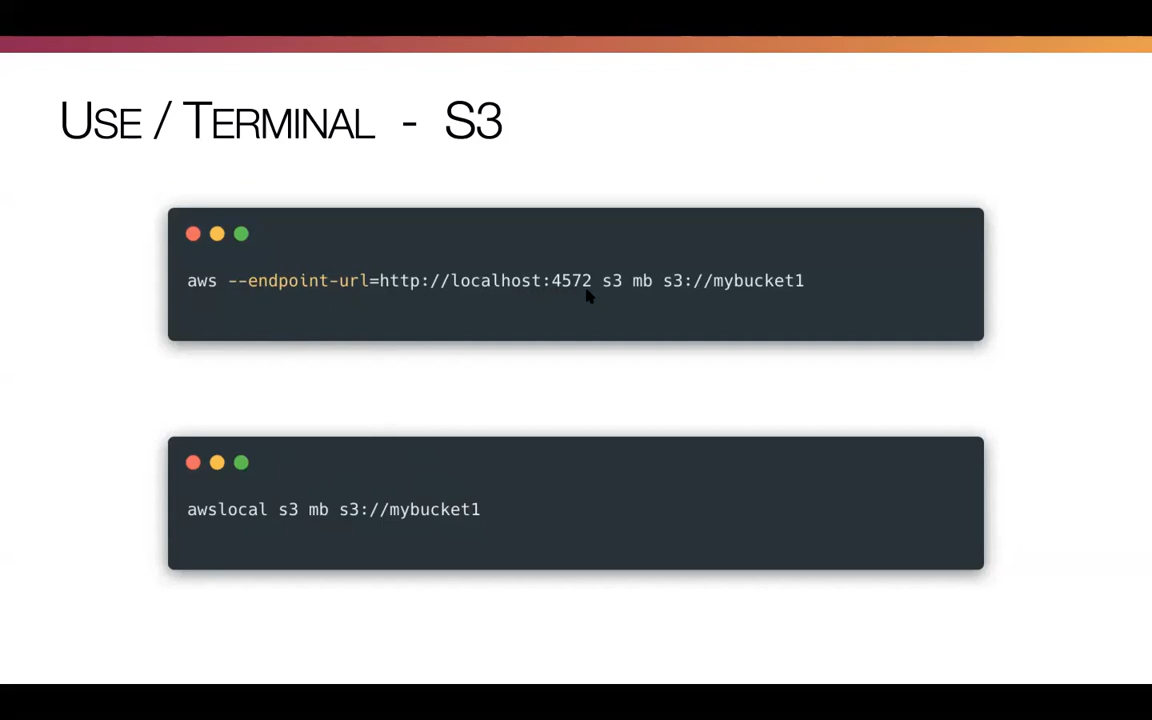 USE / TERMINAL - S3
aws --endpoint-url=http://localhost:4572 s3 mb s3://mybucket1
awslocal s3 mb s3://mybucket1